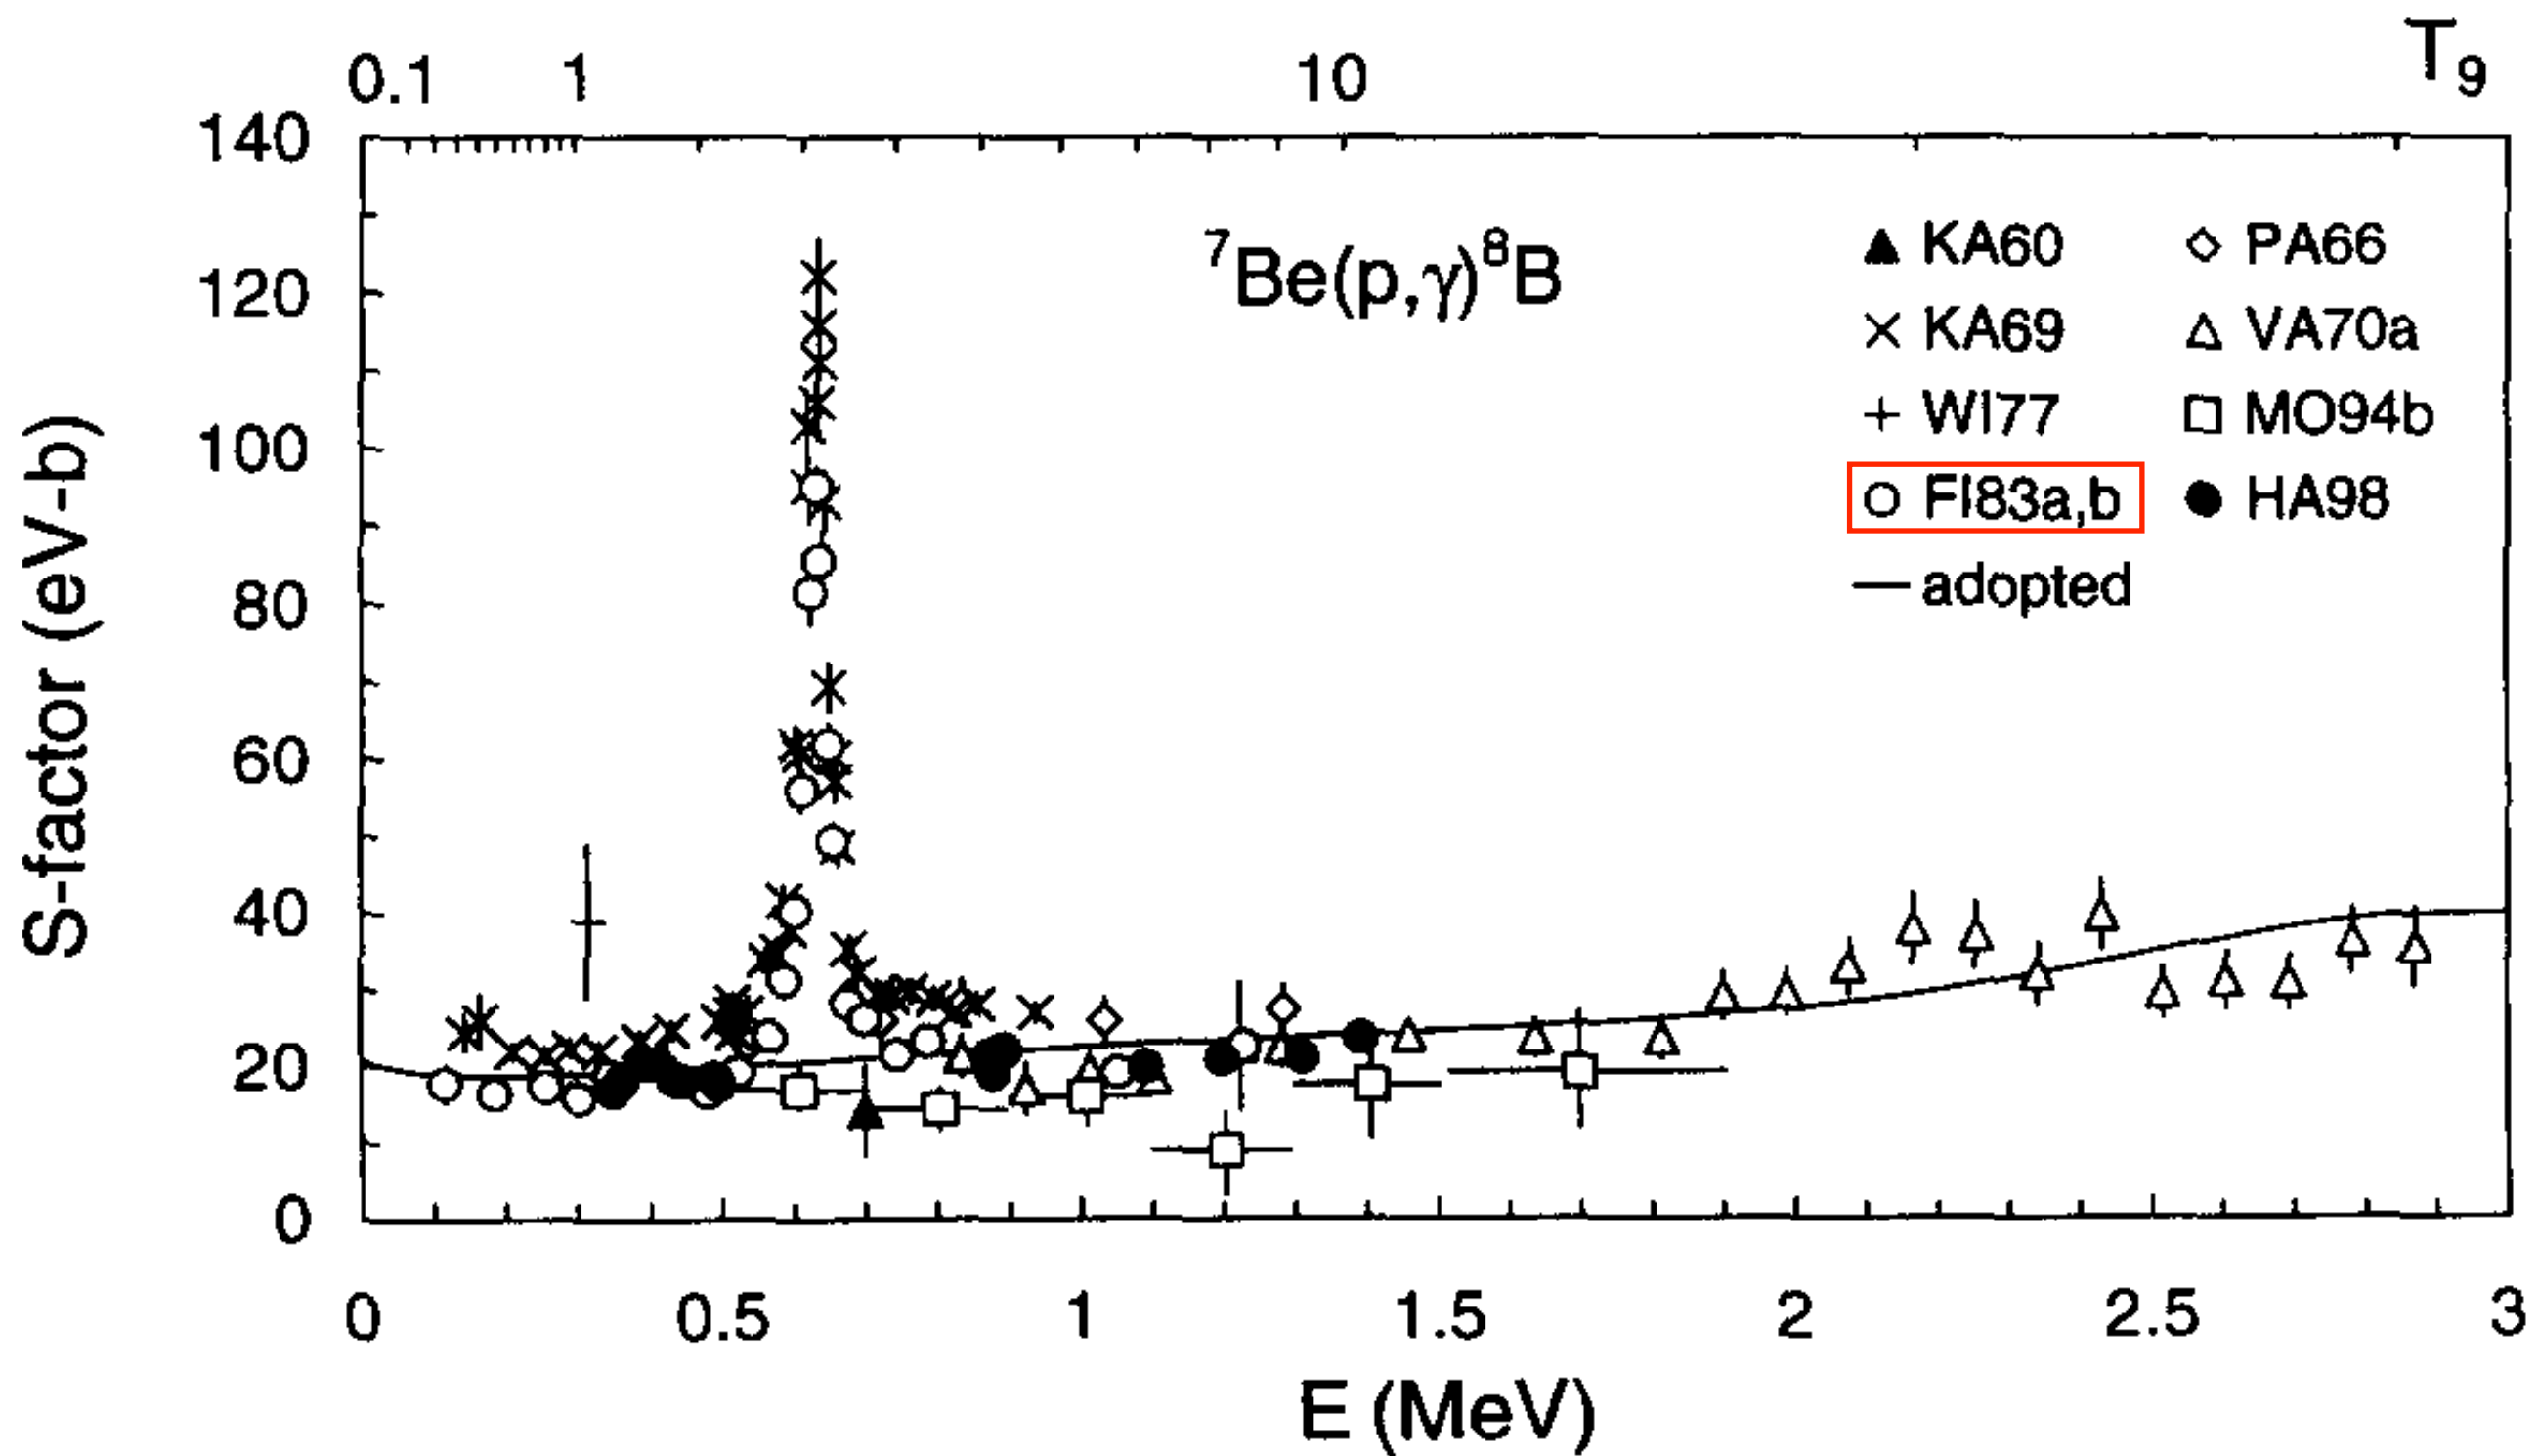 0.1 1 10 T₉
140
120
100
80
60
40
20
0
S-factor (eV-b)
⁷Be(p,γ)⁸B
KA60 PA66
KA69 VA70a
WI77 MO94b
FI83a,b HA98
adopted
0 0.5 1 1.5 2 2.5 3
E (MeV)